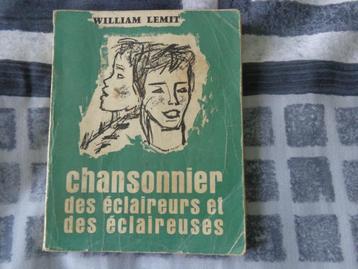 WILLIAM LEMIT
chansonnier
des éclaireurs et
des éclaireuses